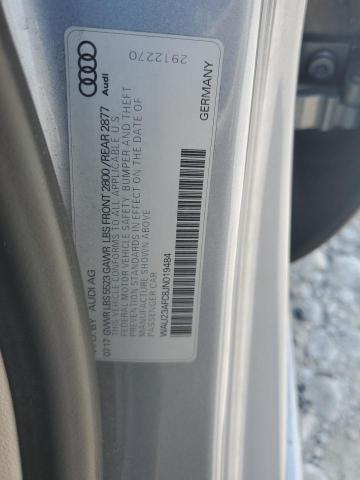 MFD BY AUDI AG
07/17 GVWR LBS 5523 GAWR LBS FRONT 2800/REAR 2877
THIS VEHICLE CONFORMS TO ALL APPLICABLE U.S.
FEDERAL MOTOR VEHICLE SAFETY, BUMPER AND THEFT
PREVENTION STANDARDS IN EFFECT ON THE DATE OF
MANUFACTURE SHOWN ABOVE
PASSENGER CAR
WAU23AFC8JN019484
GERMANY
Audi
2912270